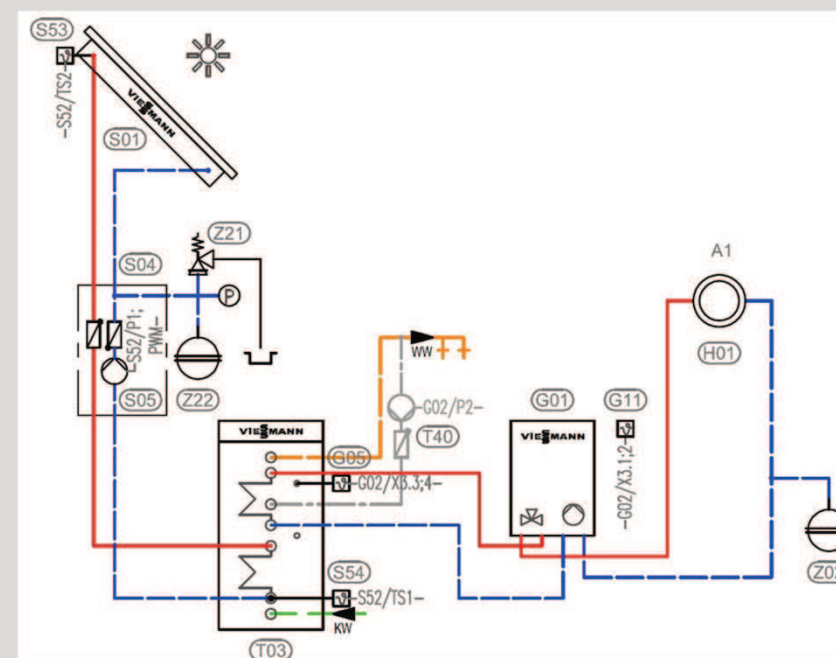 S53
-S52/TS2-
VIESMANN
S01
Z21
S04
P
-S52/P1;
PWM-
S05
Z22
WW
-G02/P2-
T40
VIESMANN
G05
-G02/X3.3;4-
S54
-S52/TS1-
KW
T03
G01
G11
VIESMANN
-G02/X3.1;2-
A1
H01